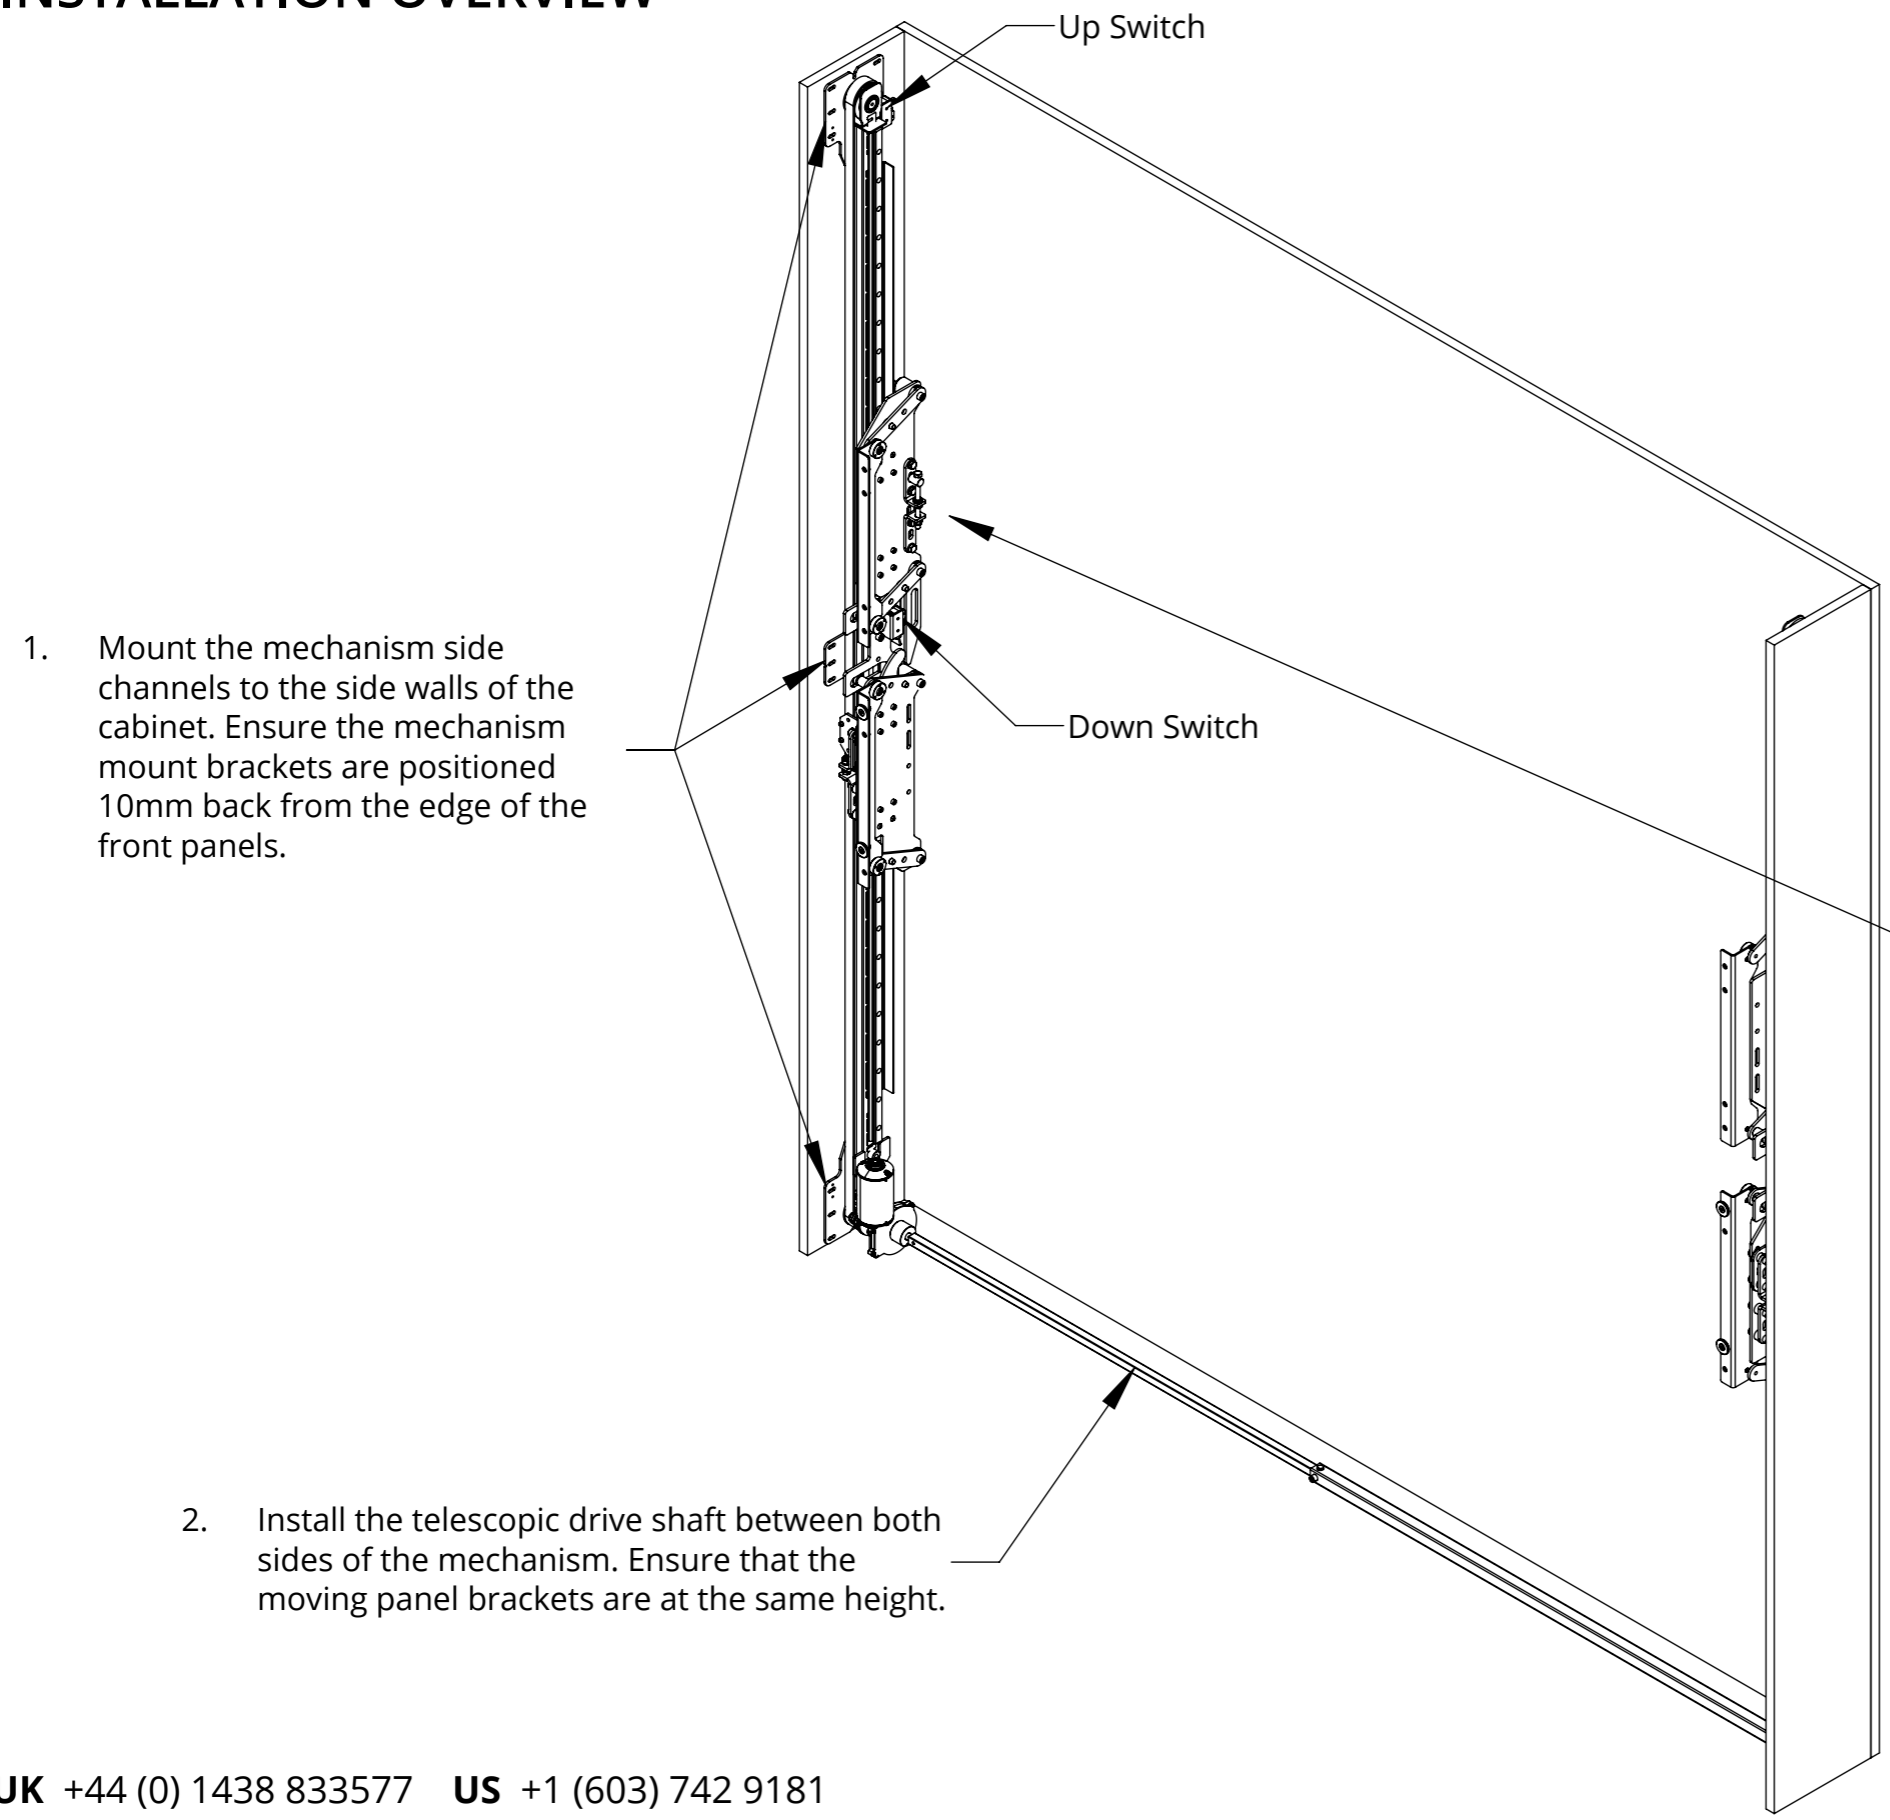 INSTALLATION OVERVIEW
Up Switch
1. Mount the mechanism side
channels to the side walls of the
cabinet. Ensure the mechanism
mount brackets are positioned
10mm back from the edge of the
front panels.
Down Switch
2. Install the telescopic drive shaft between both
sides of the mechanism. Ensure that the
moving panel brackets are at the same height.
UK +44 (0) 1438 833577 US +1 (603) 742 9181